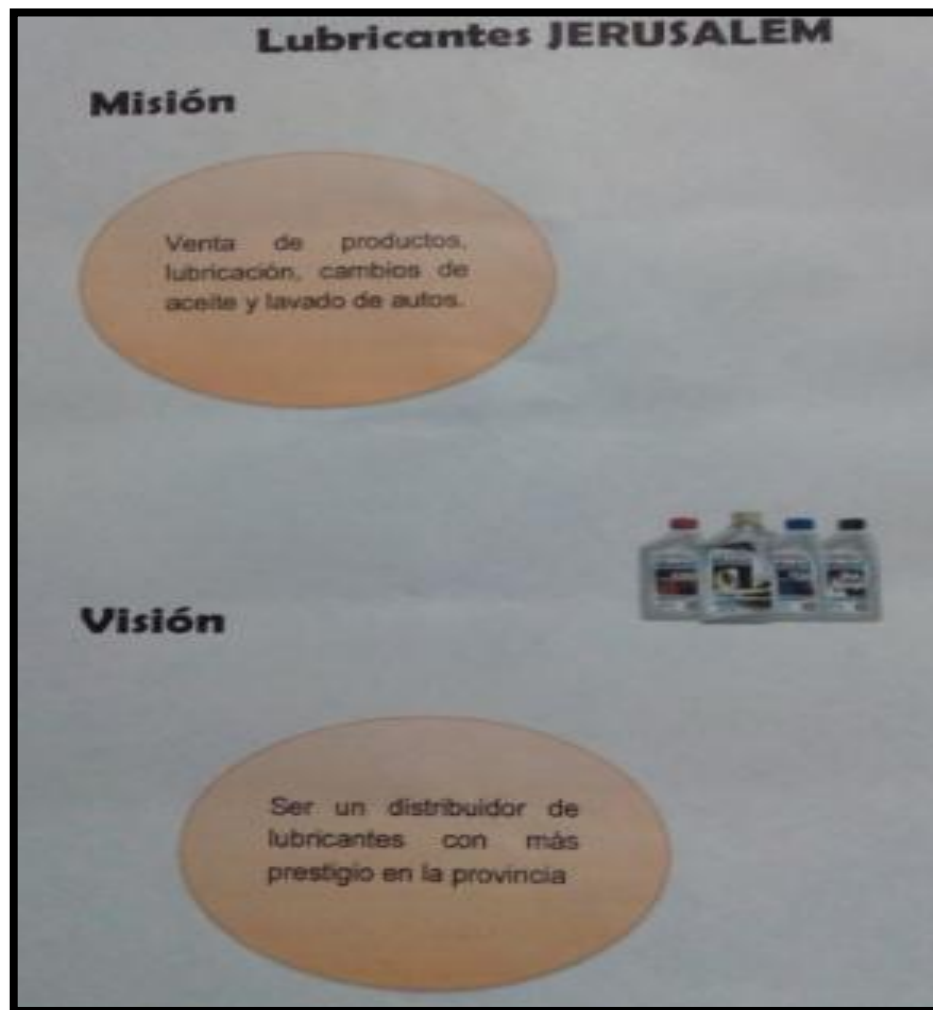 Lubricantes JERUSALEM
Misión
Venta de productos,
lubricación, cambios de
aceite y lavado de autos.
Visión
Ser un distribuidor de
lubricantes con más
prestigio en la provincia